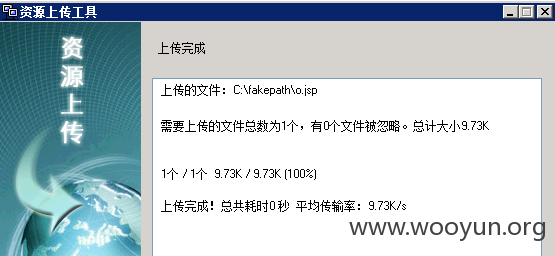 资源上传工具
资源上传
上传完成
上传的文件：C:\fakepath\o.jsp
需要上传的文件总数为1个，有0个文件被忽略。总计大小9.73K
1个 / 1个  9.73K / 9.73K (100%)
上传完成！总共耗时0 秒  平均传输率：9.73K/s
www.wooyun.org